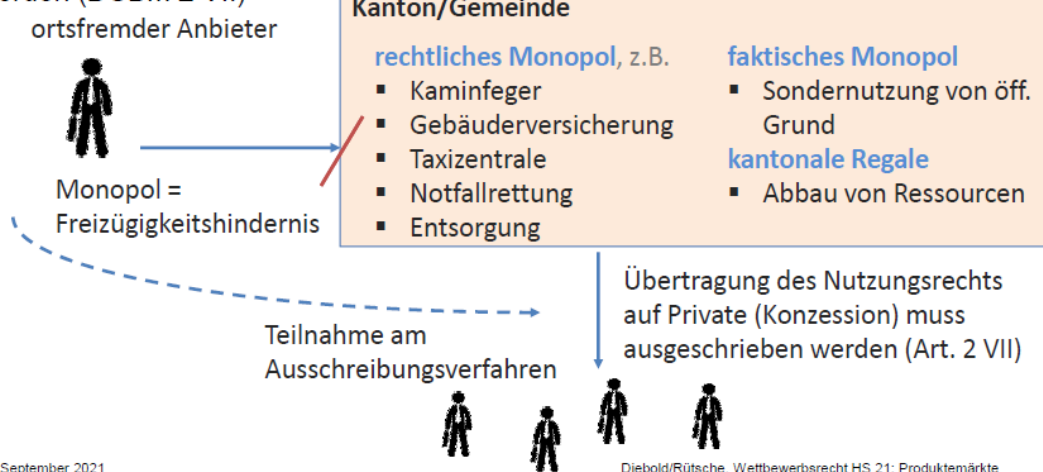 ortsfremder Anbieter
Monopol =
Freizügigkeitshindernis
Kanton/Gemeinde
rechtliches Monopol, z.B.
▪ Kaminfeger
▪ Gebäuderversicherung
▪ Taxizentrale
▪ Notfallrettung
▪ Entsorgung
faktisches Monopol
▪ Sondernutzung von öff.
Grund
kantonale Regale
▪ Abbau von Ressourcen
Teilnahme am
Ausschreibungsverfahren
Übertragung des Nutzungsrechts
auf Private (Konzession) muss
ausgeschrieben werden (Art. 2 VII)
September 2021
Diebold/Rütsche, Wettbewerbsrecht HS 21: Produktemärkte